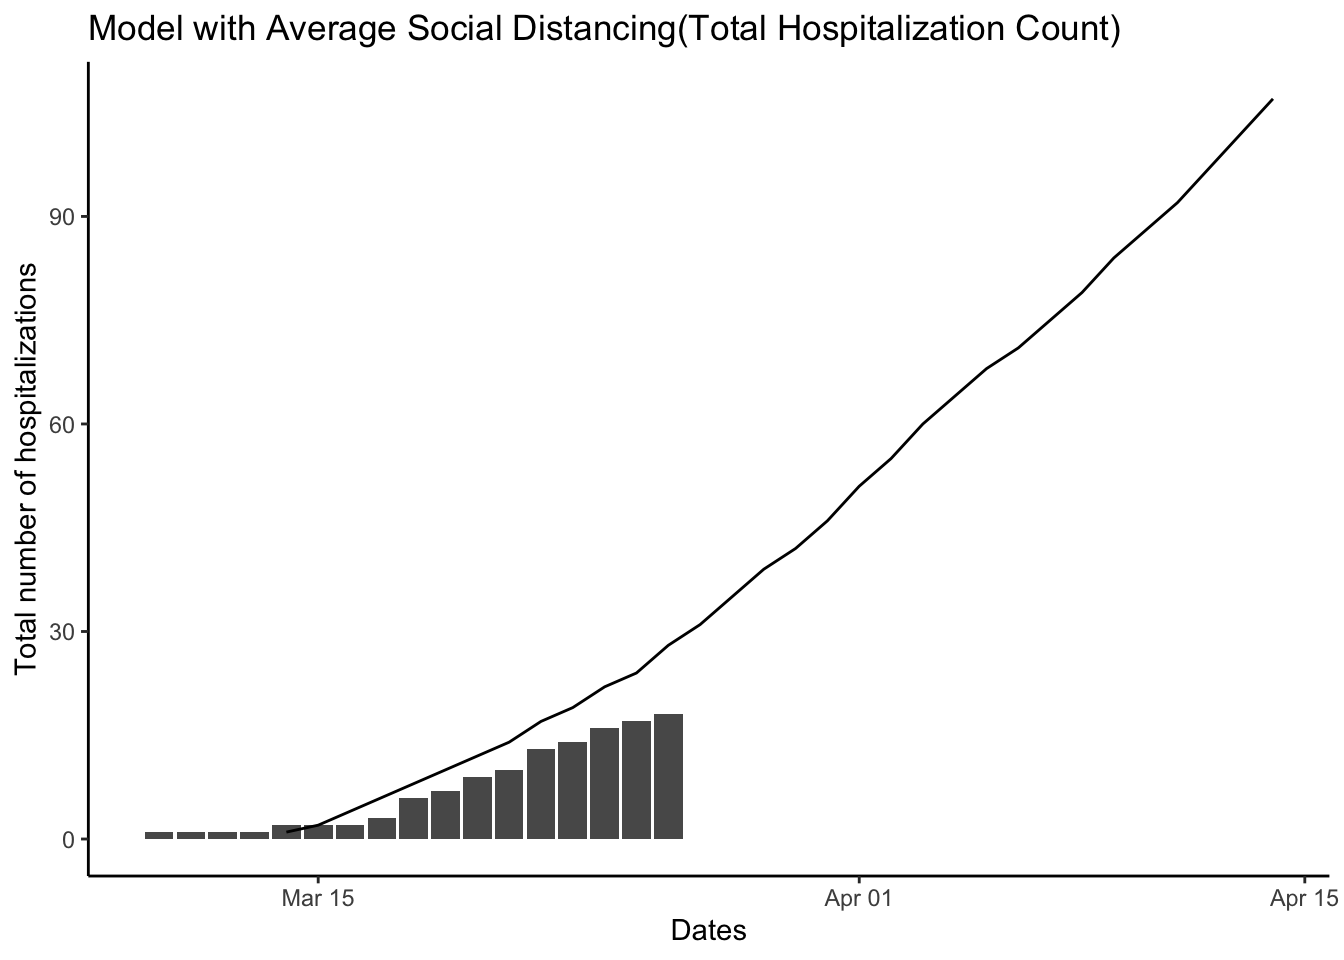 Model with Average Social Distancing(Total Hospitalization Count)
Total number of hospitalizations
90
60
30
0
Mar 15
Apr 01
Apr 15
Dates